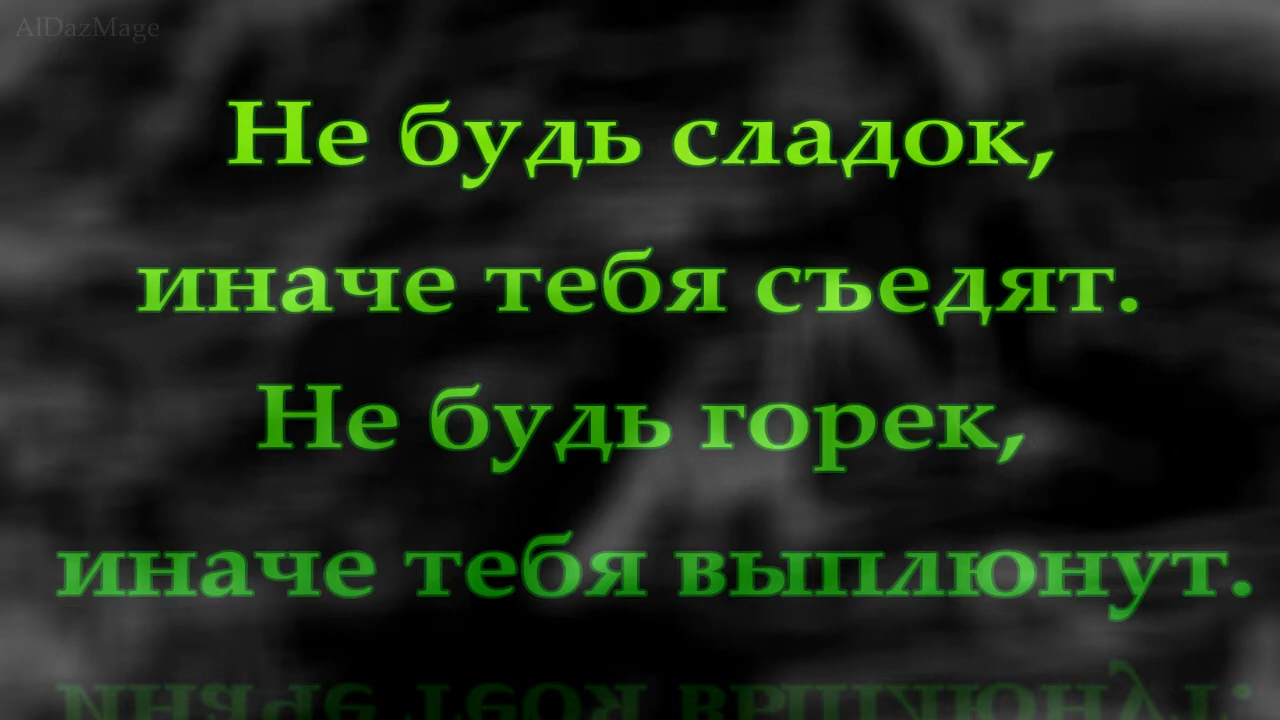 AlDazMage
Не будь сладок,
иначе тебя съедят.
Не будь горек,
иначе тебя выплюнут.